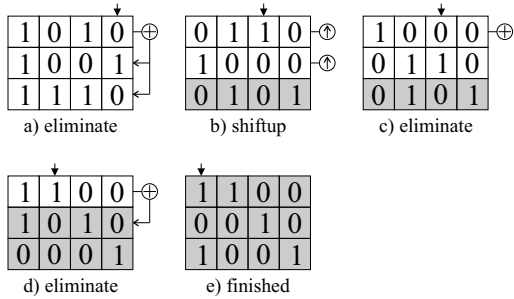 1 0 1 0
1 0 0 1
1 1 1 0
a) eliminate
0 1 1 0
1 0 0 0
0 1 0 1
b) shiftup
1 0 0 0
0 1 1 0
0 1 0 1
c) eliminate
1 1 0 0
1 0 1 0
0 0 0 1
d) eliminate
1 1 0 0
0 0 1 0
1 0 0 1
e) finished